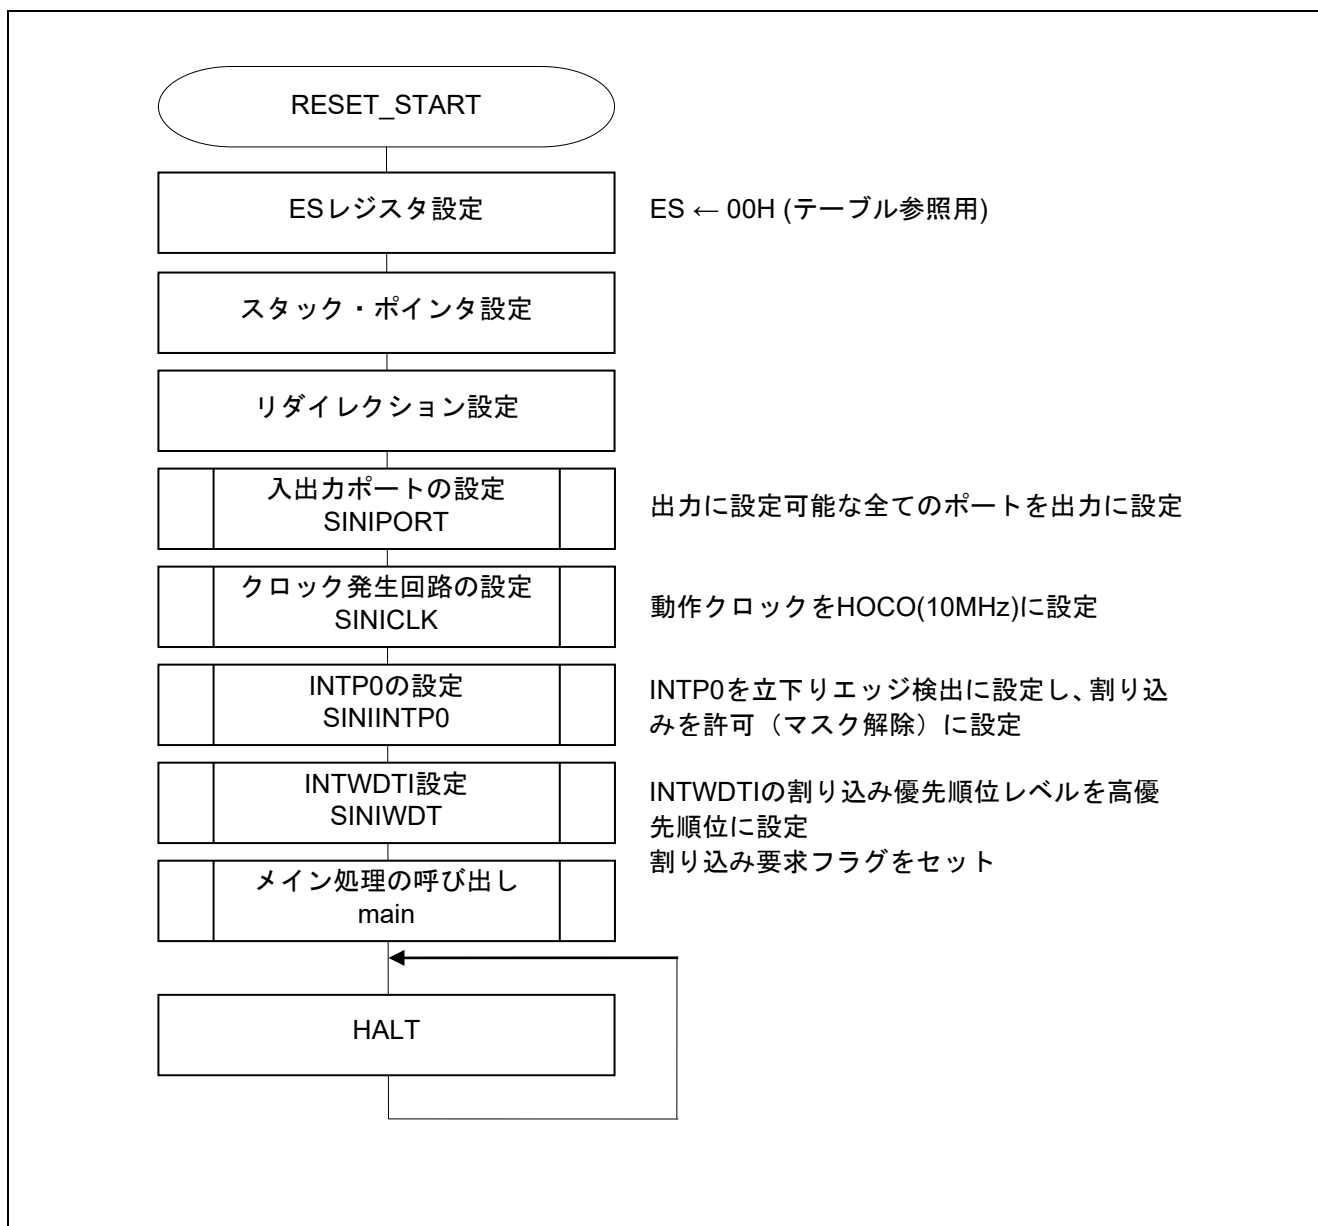 RESET_START
ESレジスタ設定
ES ← 00H (テーブル参照用)
スタック・ポインタ設定
リダイレクション設定
入出力ポートの設定
SINIPORT
出力に設定可能な全てのポートを出力に設定
クロック発生回路の設定
SINICLK
動作クロックをHOCO(10MHz)に設定
INTP0の設定
SINIINTP0
INTP0を立下りエッジ検出に設定し、割り込
みを許可（マスク解除）に設定
INTWDTI設定
SINIWDT
INTWDTIの割り込み優先順位レベルを高優
先順位に設定
割り込み要求フラグをセット
メイン処理の呼び出し
main
HALT